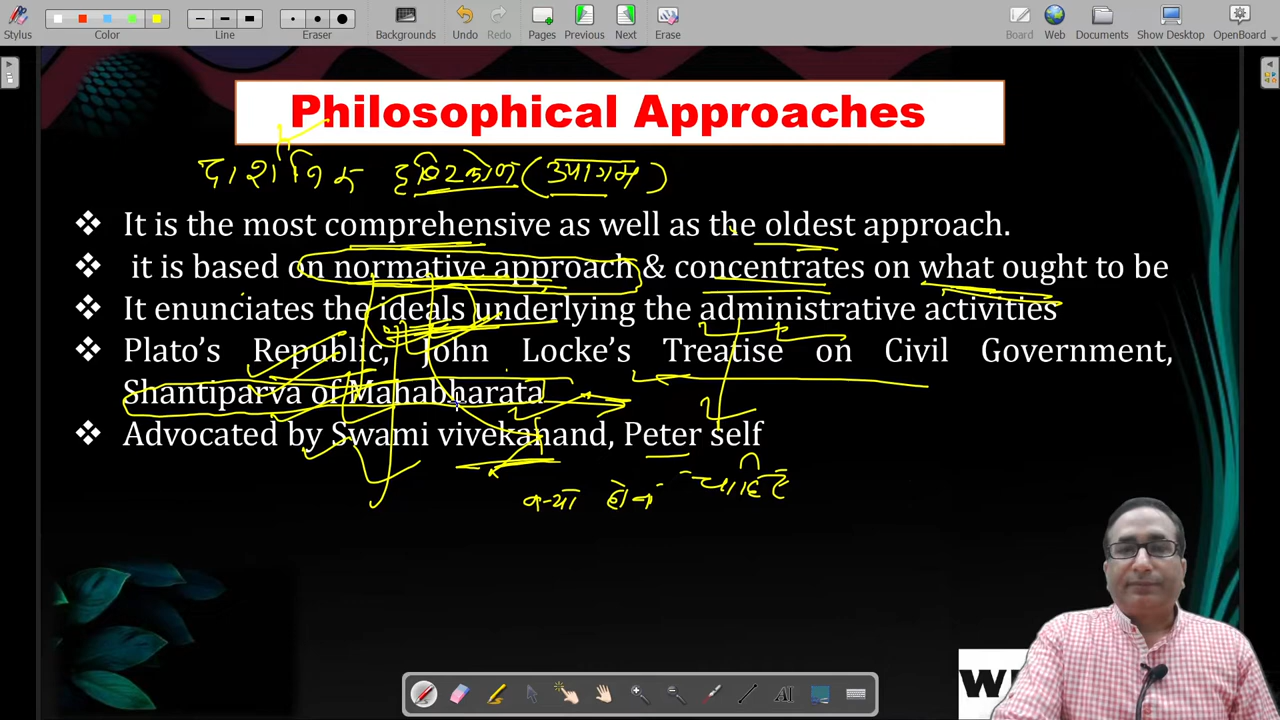 Stylus
Color
Line
Eraser
Backgrounds
Undo
Redo
Pages
Previous
Next
Erase
Board
Web
Documents
Show Desktop
OpenBoard
Philosophical Approaches
दार्शनिक दृष्टिकोण (उपागम)
❖ It is the most comprehensive as well as the oldest approach.
❖ it is based on normative approach & concentrates on what ought to be
❖ It enunciates the ideals underlying the administrative activities
❖ Plato's Republic, John Locke's Treatise on Civil Government,
Shantiparva of Mahabharata
❖ Advocated by Swami vivekanand, Peter self
क्या होना चाहिए
AI
W